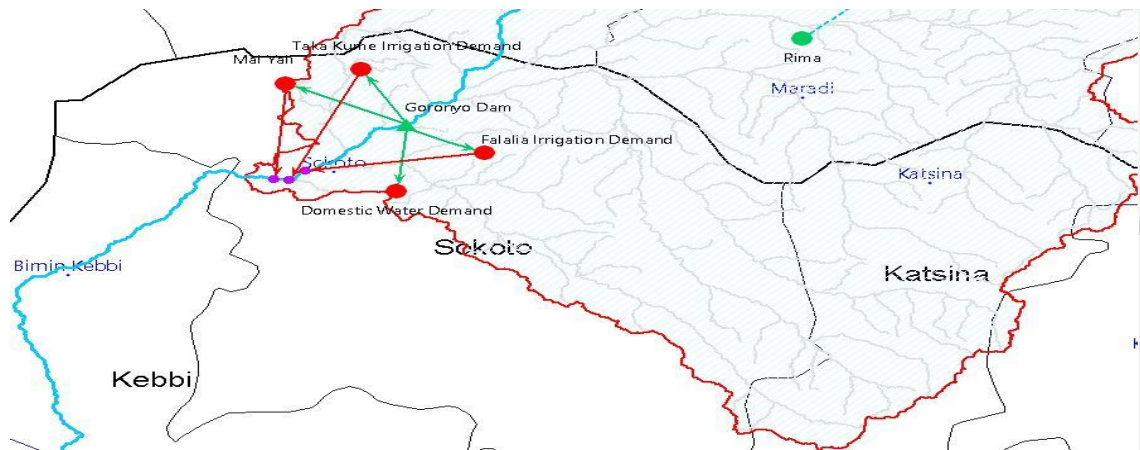 Taka Kume Irrigation Demand
Mai Yali
Rima
Maradi
Goronyo Dam
Falalia Irrigation Demand
Sokoto
Katsina
Domestic Water Demand
Sokoto
Birnin Kebbi
Katsina
Kebbi
K